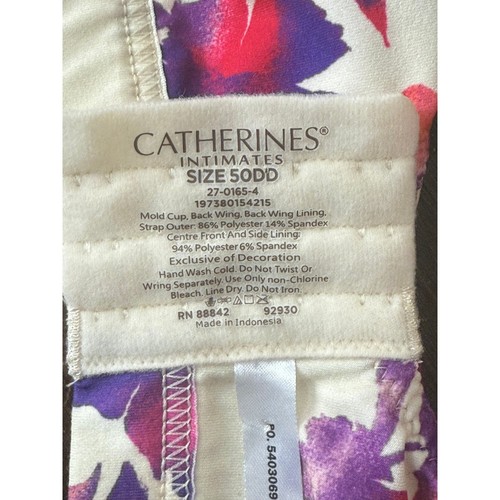 CATHERINES®
INTIMATES
SIZE 50DD
27-0165-4
197380154215
Mold Cup, Back Wing, Back Wing Lining,
Strap Outer: 86% Polyester 14% Spandex
Centre Front And Side Lining:
94% Polyester 6% Spandex
Exclusive of Decoration
Hand Wash Cold. Do Not Twist Or
Wring Separately. Use Only non-Chlorine
Bleach. Line Dry. Do Not Iron.
RN 88842 92930
Made in Indonesia
PO. 5403069